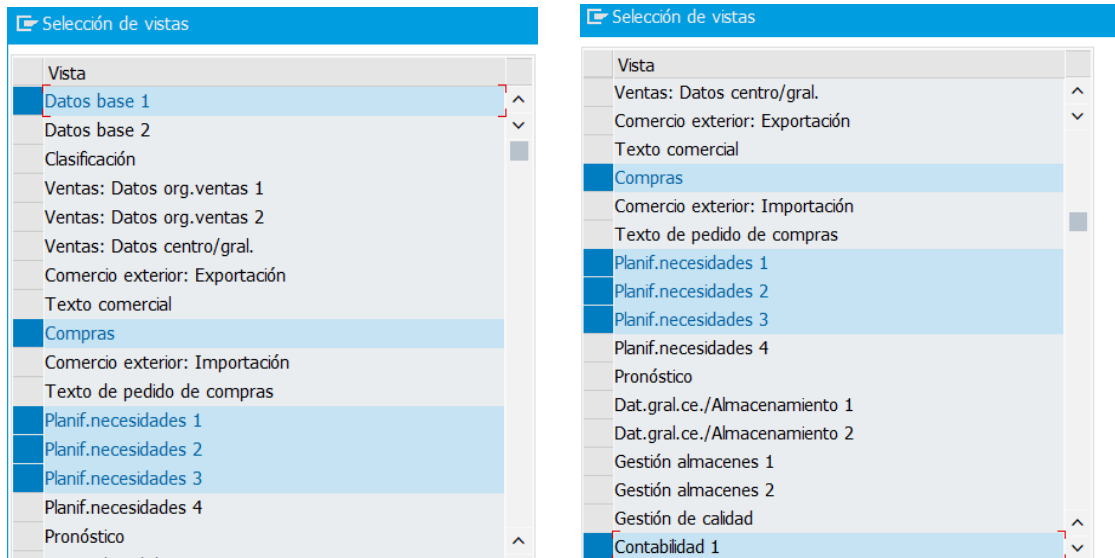 Selección de vistas
Vista
Datos base 1
Datos base 2
Clasificación
Ventas: Datos org.ventas 1
Ventas: Datos org.ventas 2
Ventas: Datos centro/gral.
Comercio exterior: Exportación
Texto comercial
Compras
Comercio exterior: Importación
Texto de pedido de compras
Planif.necesidades 1
Planif.necesidades 2
Planif.necesidades 3
Planif.necesidades 4
Pronóstico
Selección de vistas
Vista
Ventas: Datos centro/gral.
Comercio exterior: Exportación
Texto comercial
Compras
Comercio exterior: Importación
Texto de pedido de compras
Planif.necesidades 1
Planif.necesidades 2
Planif.necesidades 3
Planif.necesidades 4
Pronóstico
Dat.gral.ce./Almacenamiento 1
Dat.gral.ce./Almacenamiento 2
Gestión almacenes 1
Gestión almacenes 2
Gestión de calidad
Contabilidad 1